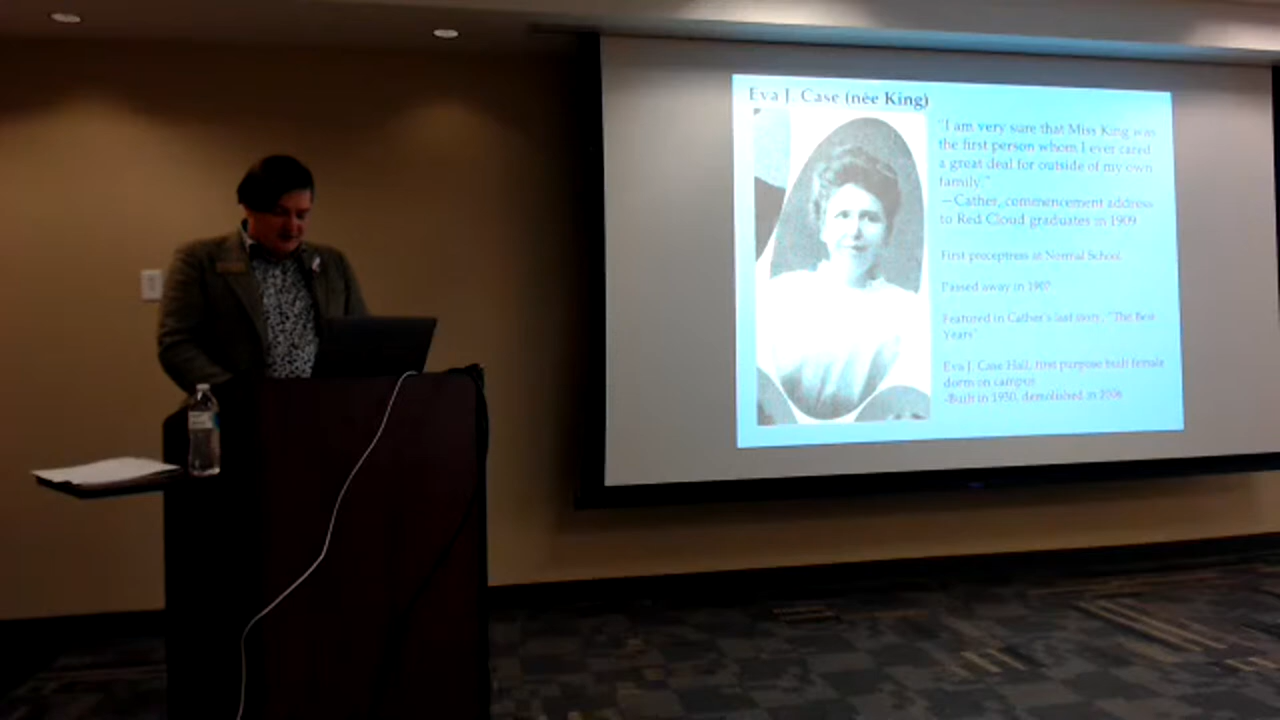 Eva J. Case (née King)
"I am very sure that Miss King was
the first person whom I ever cared
a great deal for outside of my own
family."
—Cather, commencement address
to Red Cloud graduates in 1909
First preceptress at Normal School
Passed away in 1907
Featured in Cather's last story, "The Best
Years"
Eva J. Case Hall, first purpose built female
dorm on campus
-Built in 1930, demolished in 2006